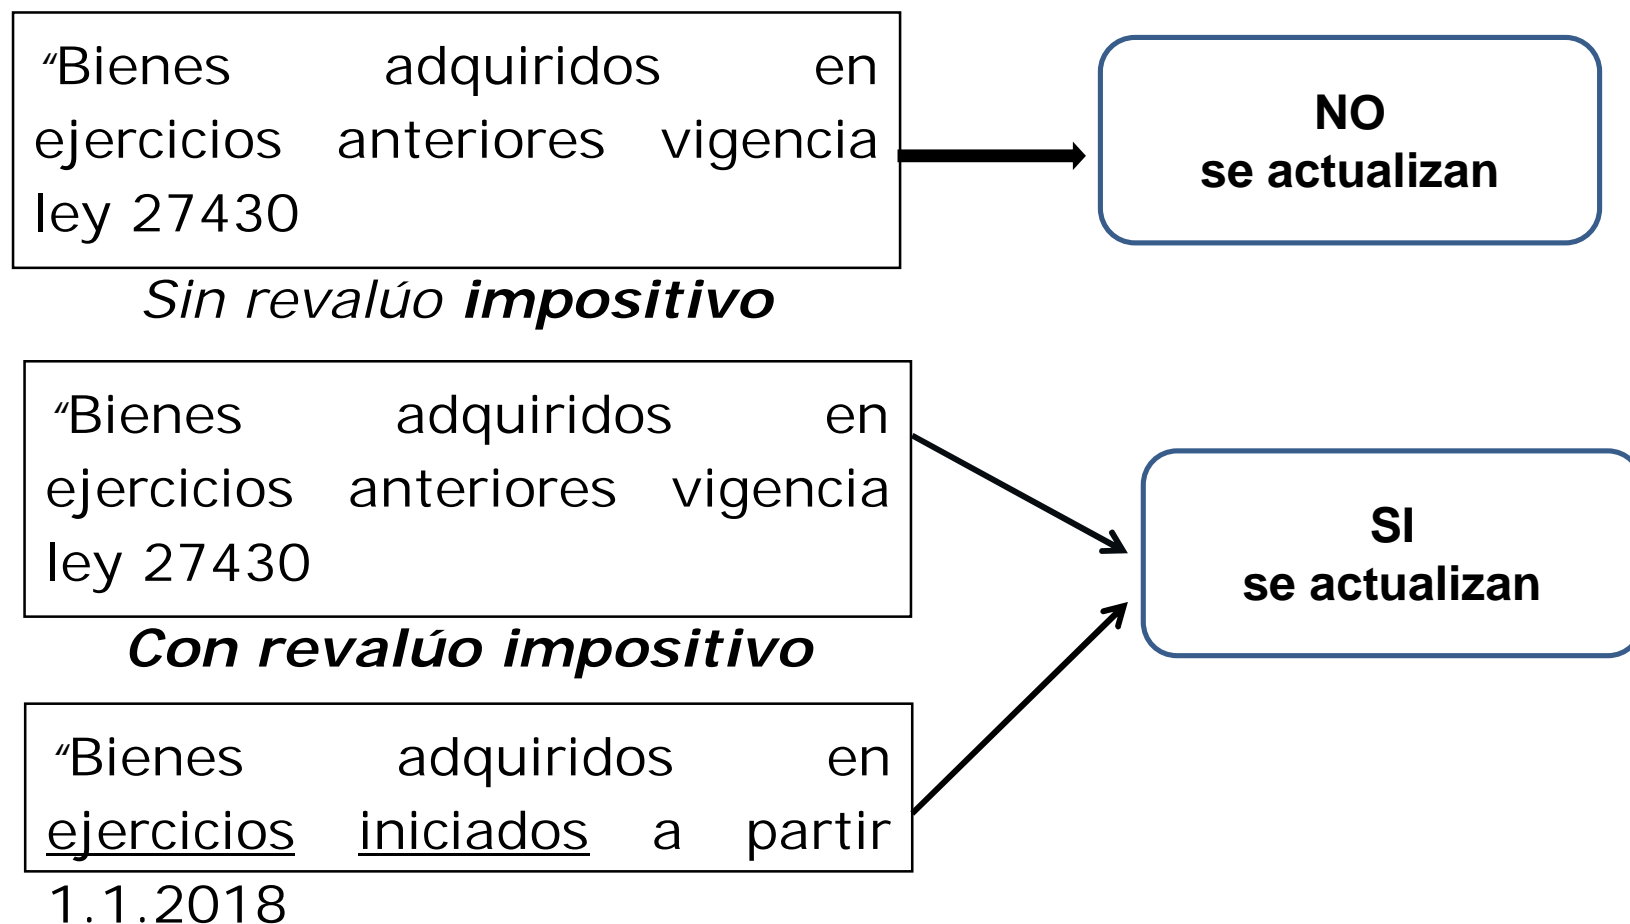 “Bienes adquiridos en
ejercicios anteriores vigencia
ley 27430
NO
se actualizan
Sin revalúo impositivo
“Bienes adquiridos en
ejercicios anteriores vigencia
ley 27430
SI
se actualizan
Con revalúo impositivo
“Bienes adquiridos en
ejercicios iniciados a partir
1.1.2018